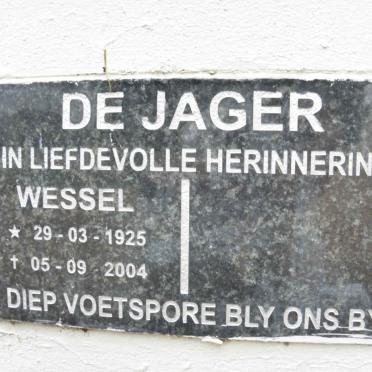 DE JAGER
IN LIEFDEVOLLE HERINNERIN
WESSEL
★ 29 - 03 - 1925
† 05 - 09 - 2004
DIEP VOETSPORE BLY ONS BY